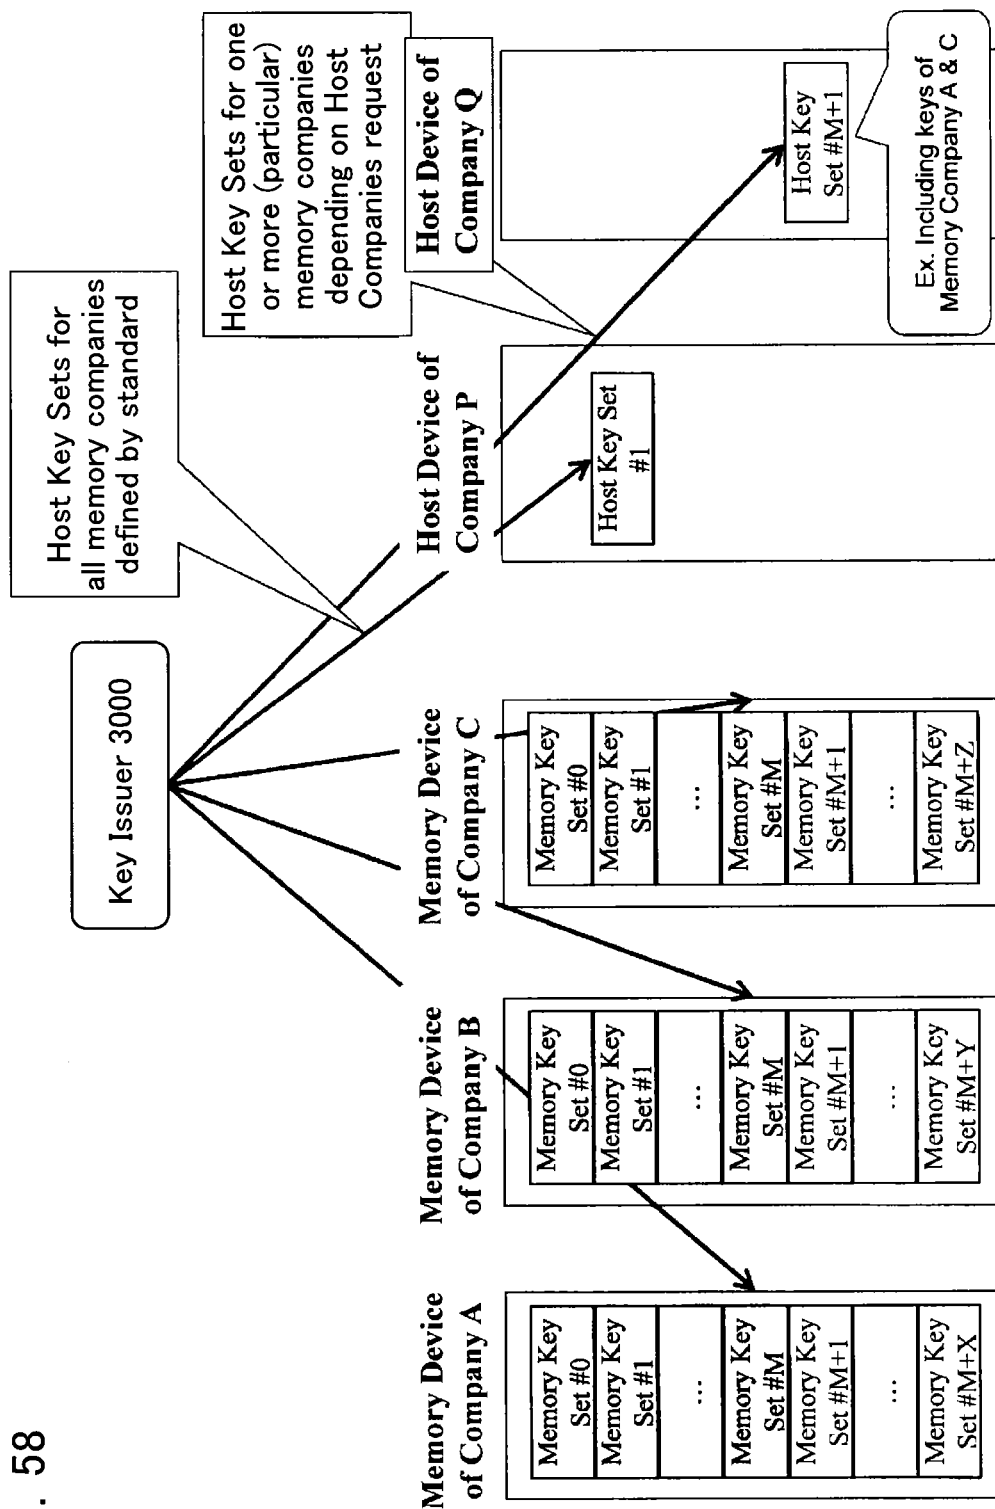 . 58
Key Issuer 3000
Host Key Sets for
all memory companies
defined by standard
Host Key Sets for one
or more (particular)
memory companies
depending on Host
Companies request
Memory Device
of Company A
Memory Key
Set #0
Memory Key
Set #1
...
Memory Key
Set #M
Memory Key
Set #M+1
...
Memory Key
Set #M+X
Memory Device
of Company B
Memory Key
Set #0
Memory Key
Set #1
...
Memory Key
Set #M
Memory Key
Set #M+1
...
Memory Key
Set #M+Y
Memory Device
of Company C
Memory Key
Set #0
Memory Key
Set #1
...
Memory Key
Set #M
Memory Key
Set #M+1
...
Memory Key
Set #M+Z
Host Device of
Company P
Host Key Set
#1
Host Device of
Company Q
Host Key
Set #M+1
Ex. Including keys of
Memory Company A & C